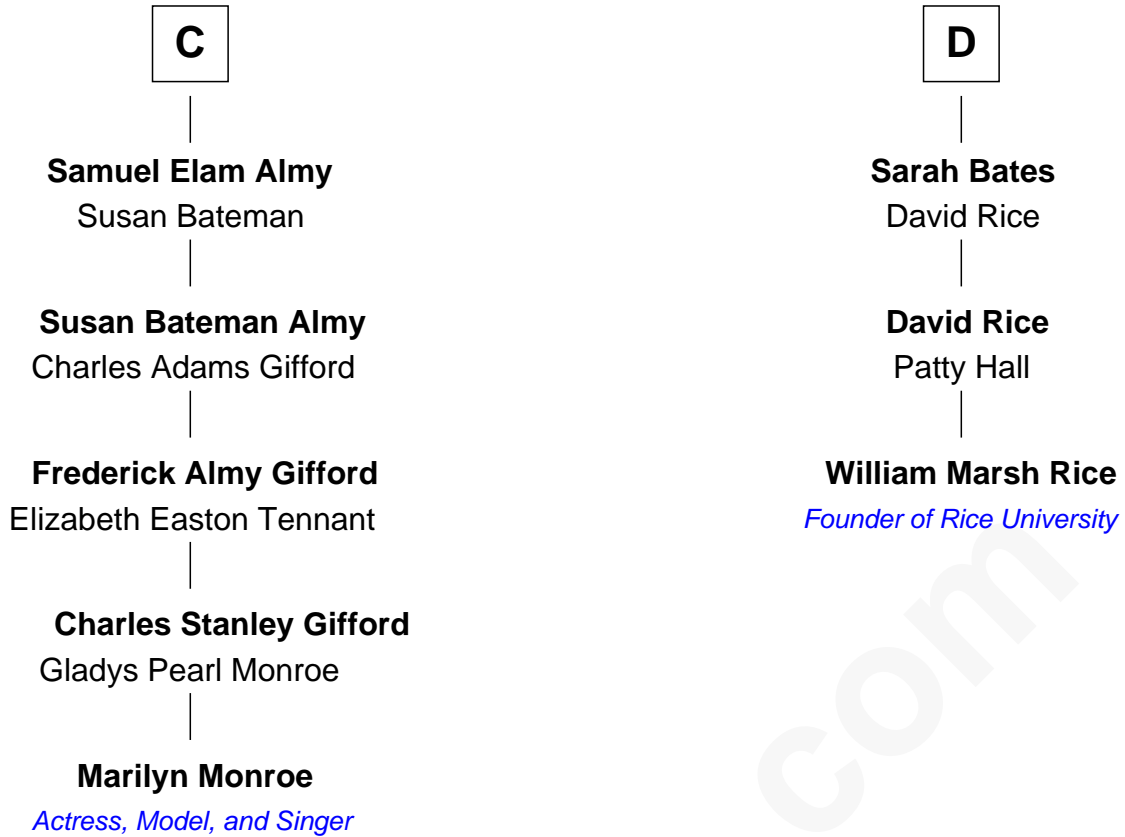 C
Samuel Elam Almy
Susan Bateman
Susan Bateman Almy
Charles Adams Gifford
Frederick Almy Gifford
Elizabeth Easton Tennant
Charles Stanley Gifford
Gladys Pearl Monroe
Marilyn Monroe
Actress, Model, and Singer
D
Sarah Bates
David Rice
David Rice
Patty Hall
William Marsh Rice
Founder of Rice University
com